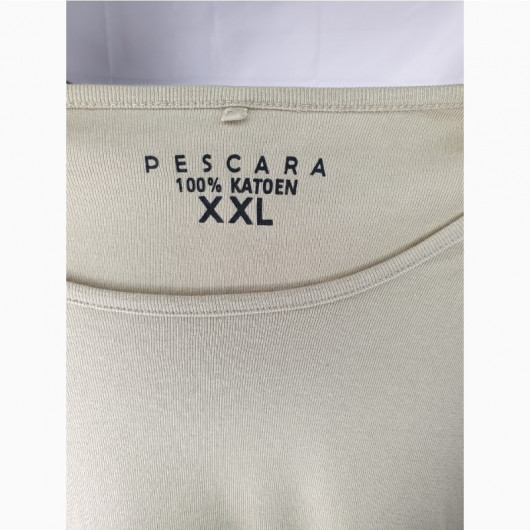 PESCARA
100% KATOEN
XXL